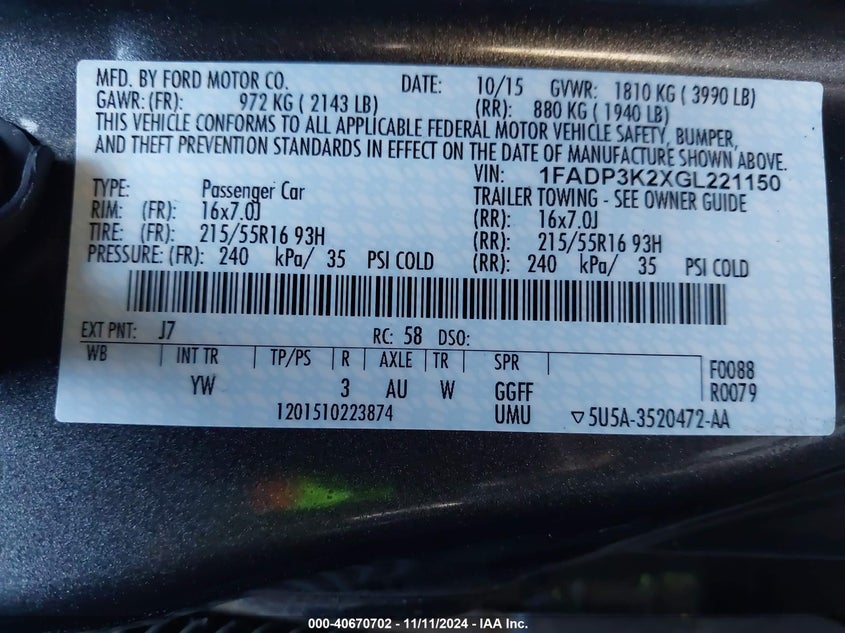 MFD. BY FORD MOTOR CO. DATE: 10/15 GVWR: 1810 KG ( 3990 LB)
GAWR: (FR): 972 KG ( 2143 LB) (RR): 880 KG ( 1940 LB)
THIS VEHICLE CONFORMS TO ALL APPLICABLE FEDERAL MOTOR VEHICLE SAFETY, BUMPER,
AND THEFT PREVENTION STANDARDS IN EFFECT ON THE DATE OF MANUFACTURE SHOWN ABOVE.
VIN: 1FADP3K2XGL221150
TYPE: Passenger Car TRAILER TOWING - SEE OWNER GUIDE
RIM: (FR): 16x7.0J (RR): 16x7.0J
TIRE: (FR): 215/55R16 93H (RR): 215/55R16 93H
PRESSURE: (FR): 240 kPa/ 35 PSI COLD (RR): 240 kPa/ 35 PSI COLD
EXT PNT: J7 RC: 58 DSO:
WB INT TR TP/PS R AXLE TR SPR F0088
YW 3 AU W GGFF R0079
1201510223874 UMU ▽5U5A-3520472-AA
000-40670702 - 11/11/2024 - IAA Inc.